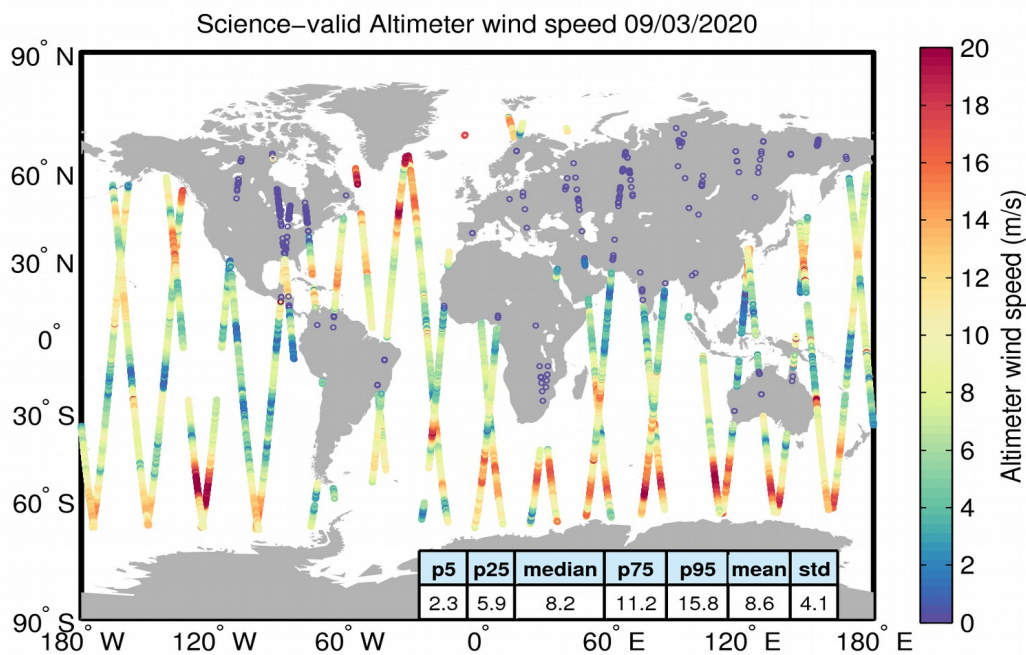 Science−valid Altimeter wind speed 09/03/2020
90° N
60° N
30° N
0°
30° S
60° S
90° S
180° W
120° W
60° W
0°
60° E
120° E
180° E
p5 p25 median p75 p95 mean std
2.3 5.9 8.2 11.2 15.8 8.6 4.1
20
18
16
14
12
10
8
6
4
2
0
Altimeter wind speed (m/s)